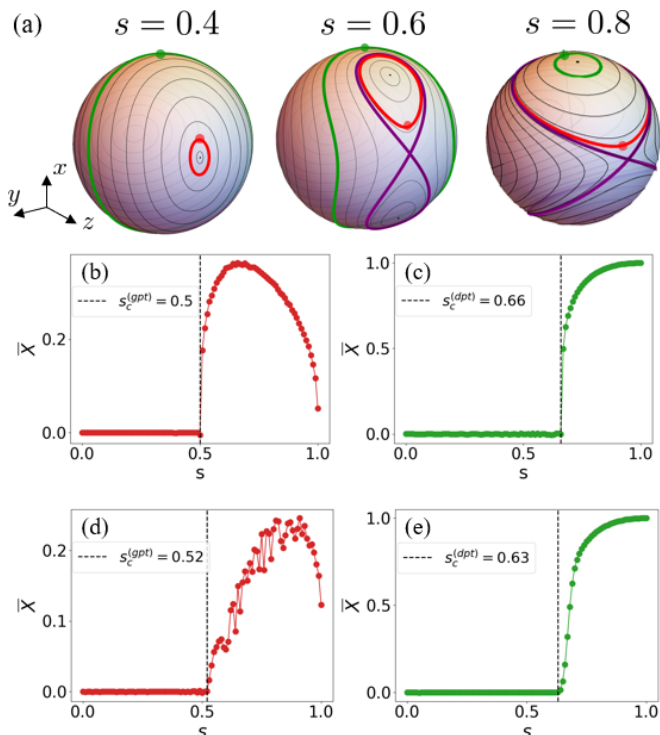 (a) s = 0.4 s = 0.6 s = 0.8
x
y z
(b) (c)
s_c^{(gpt)} = 0.5 s_c^{(dpt)} = 0.66
1.0
0.2
X̅ X̅ 0.5
0.0 0.0
0.0 0.5 1.0 0.0 0.5 1.0
s s
(d) (e)
s_c^{(gpt)} = 0.52 s_c^{(dpt)} = 0.63
0.2 1.0
X̅ X̅
0.1 0.5
0.0 0.0
0.0 0.5 1.0 0.0 0.5 1.0
s s